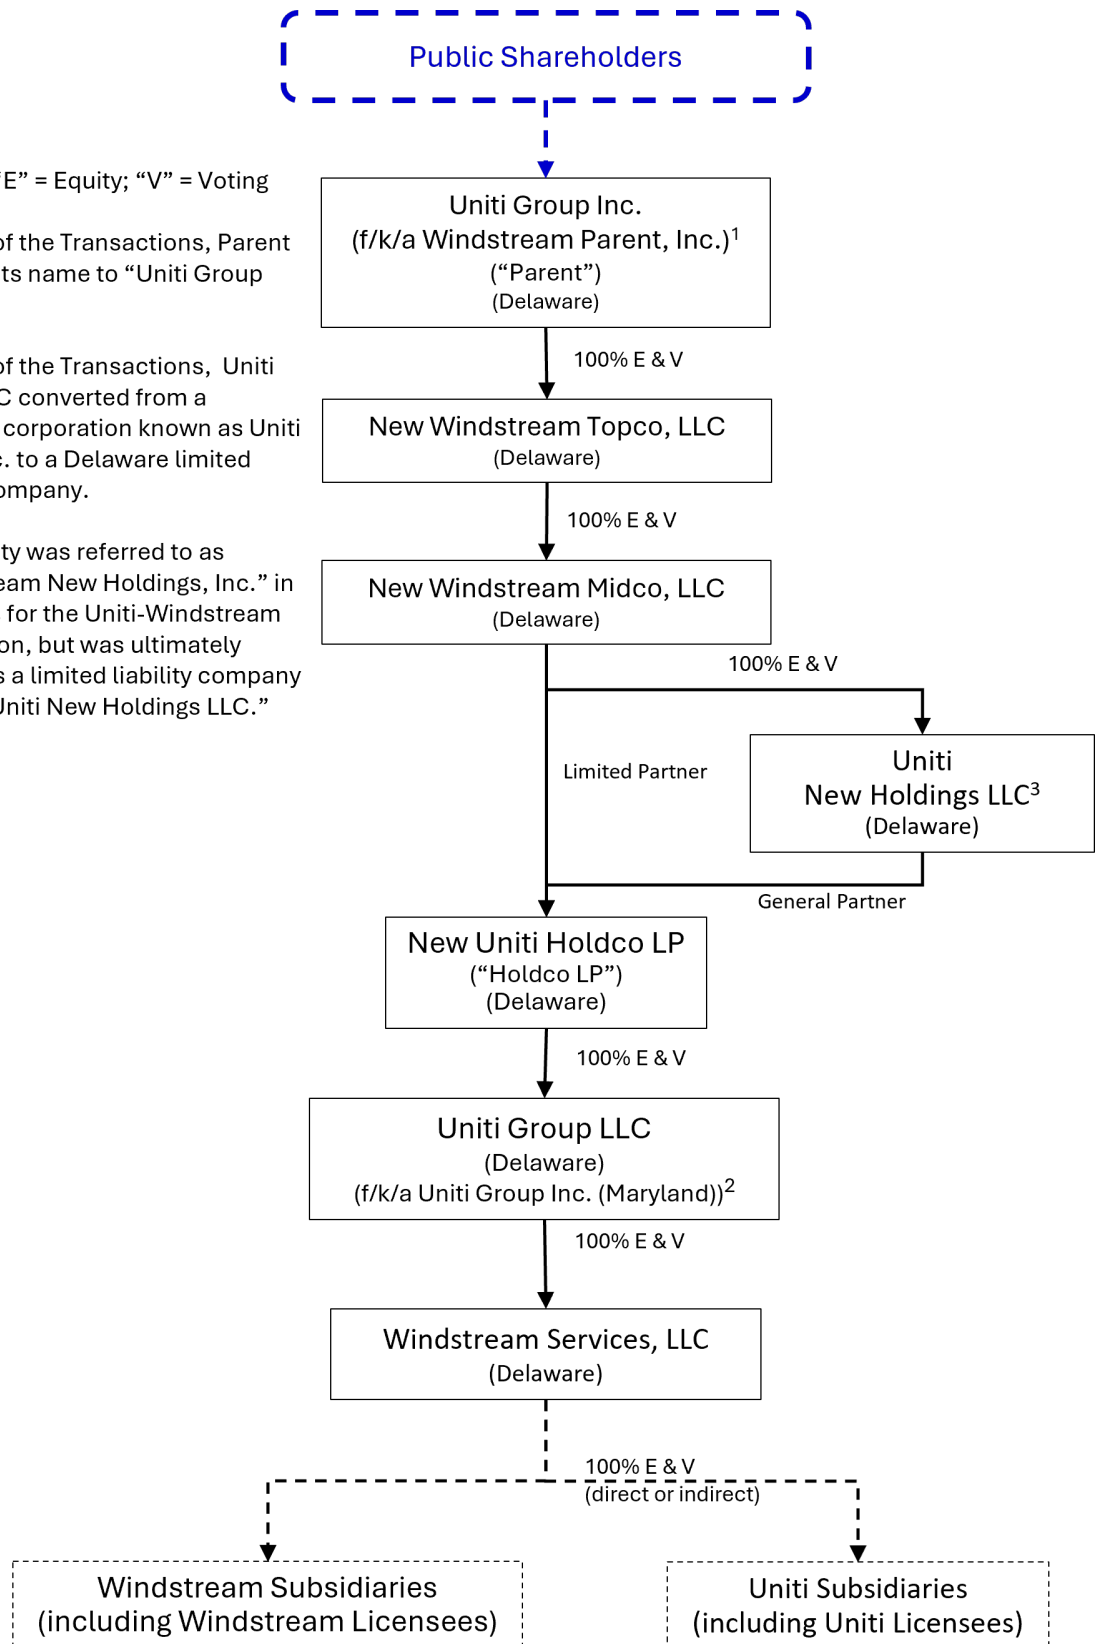 Public Shareholders
“E” = Equity; “V” = Voting
of the Transactions, Parent
its name to “Uniti Group
of the Transactions,  Uniti
C converted from a
corporation known as Uniti
c. to a Delaware limited
ompany.
ty was referred to as
eam New Holdings, Inc.” in
s for the Uniti-Windstream
on, but was ultimately
s a limited liability company
Uniti New Holdings LLC.”
Uniti Group Inc.
(f/k/a Windstream Parent, Inc.)¹
(“Parent”)
(Delaware)
100% E & V
New Windstream Topco, LLC
(Delaware)
100% E & V
New Windstream Midco, LLC
(Delaware)
100% E & V
Limited Partner
Uniti
New Holdings LLC³
(Delaware)
General Partner
New Uniti Holdco LP
(“Holdco LP”)
(Delaware)
100% E & V
Uniti Group LLC
(Delaware)
(f/k/a Uniti Group Inc. (Maryland))²
100% E & V
Windstream Services, LLC
(Delaware)
100% E & V
(direct or indirect)
Windstream Subsidiaries
(including Windstream Licensees)
Uniti Subsidiaries
(including Uniti Licensees)